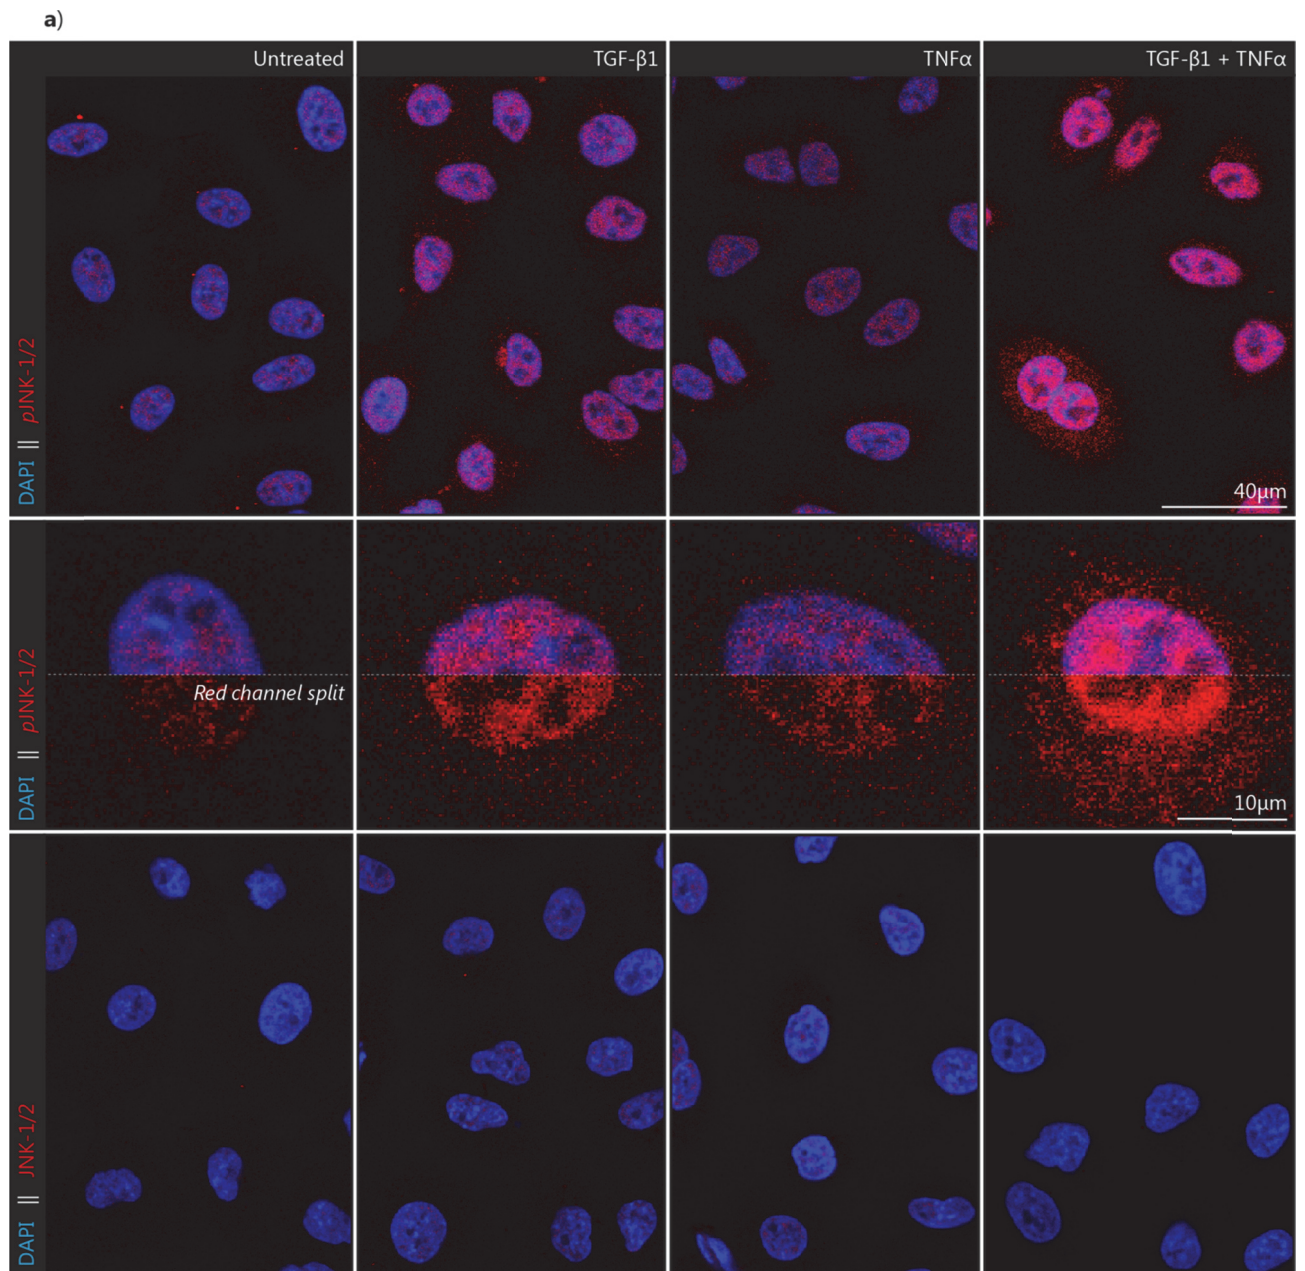 a)
Untreated
TGF-β1
TNFα
TGF-β1 + TNFα
DAPI || pJNK-1/2
40μm
DAPI || pJNK-1/2
Red channel split
10μm
DAPI || JNK-1/2